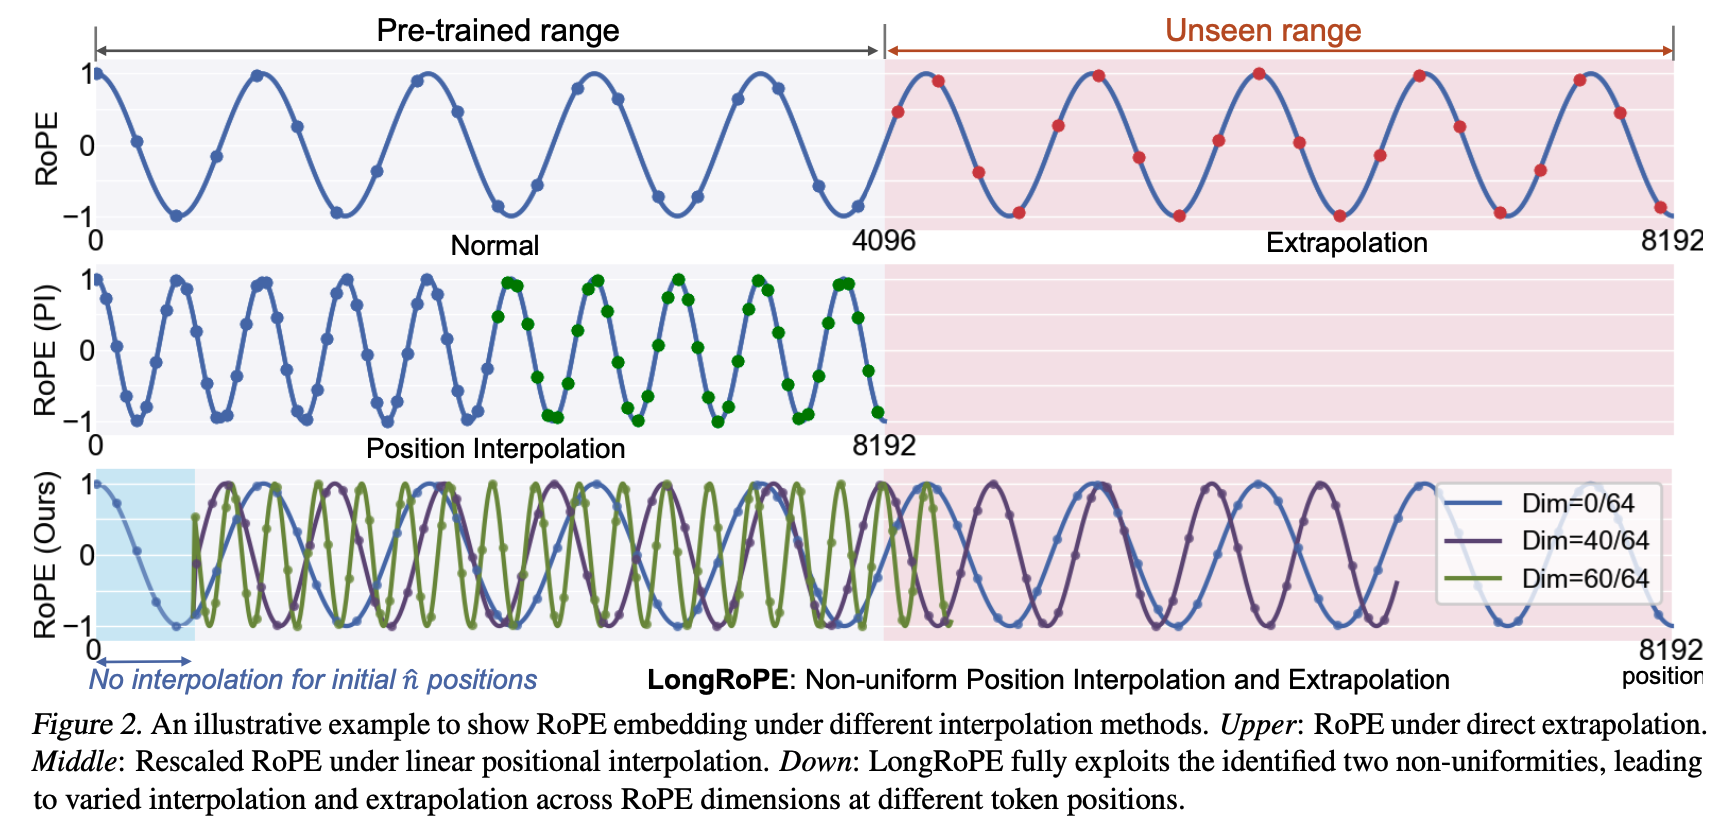 Pre-trained range
Unseen range
RoPE
1
0
−1
0
4096
8192
Normal
Extrapolation
RoPE (PI)
1
0
−1
0
8192
Position Interpolation
RoPE (Ours)
1
0
−1
Dim=0/64
Dim=40/64
Dim=60/64
0
8192
position
No interpolation for initial n̂ positions
LongRoPE: Non-uniform Position Interpolation and Extrapolation
Figure 2. An illustrative example to show RoPE embedding under different interpolation methods. Upper: RoPE under direct extrapolation.
Middle: Rescaled RoPE under linear positional interpolation. Down: LongRoPE fully exploits the identified two non-uniformities, leading
to varied interpolation and extrapolation across RoPE dimensions at different token positions.